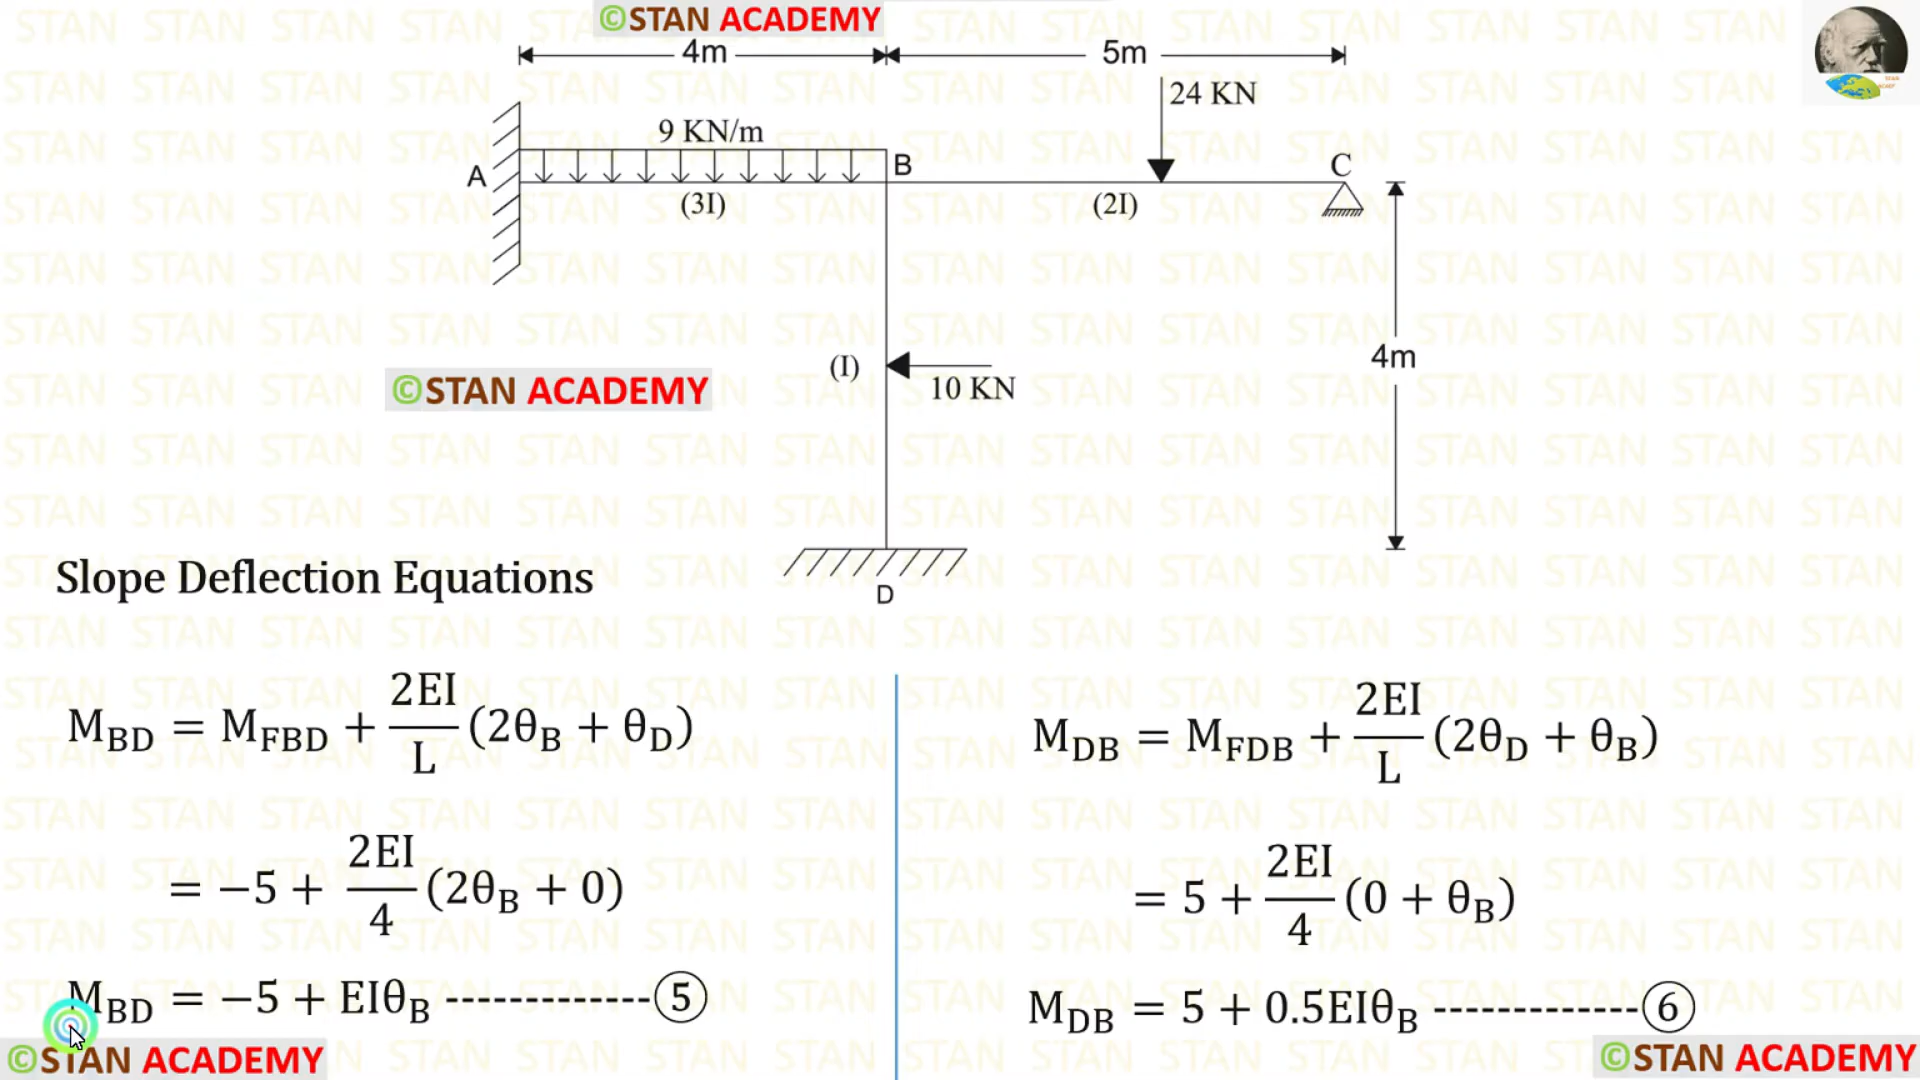 ©STAN ACADEMY
4m
5m
24 KN
9 KN/m
A
B
C
(3I)
(2I)
4m
(I)
10 KN
©STAN ACADEMY
Slope Deflection Equations
D
M_BD = M_FBD + 2EI/L (2θ_B + θ_D)
= −5 + 2EI/4 (2θ_B + 0)
M_BD = −5 + EIθ_B -------------⑤
M_DB = M_FDB + 2EI/L (2θ_D + θ_B)
= 5 + 2EI/4 (0 + θ_B)
M_DB = 5 + 0.5EIθ_B -------------⑥
©STAN ACADEMY
©STAN ACADEMY